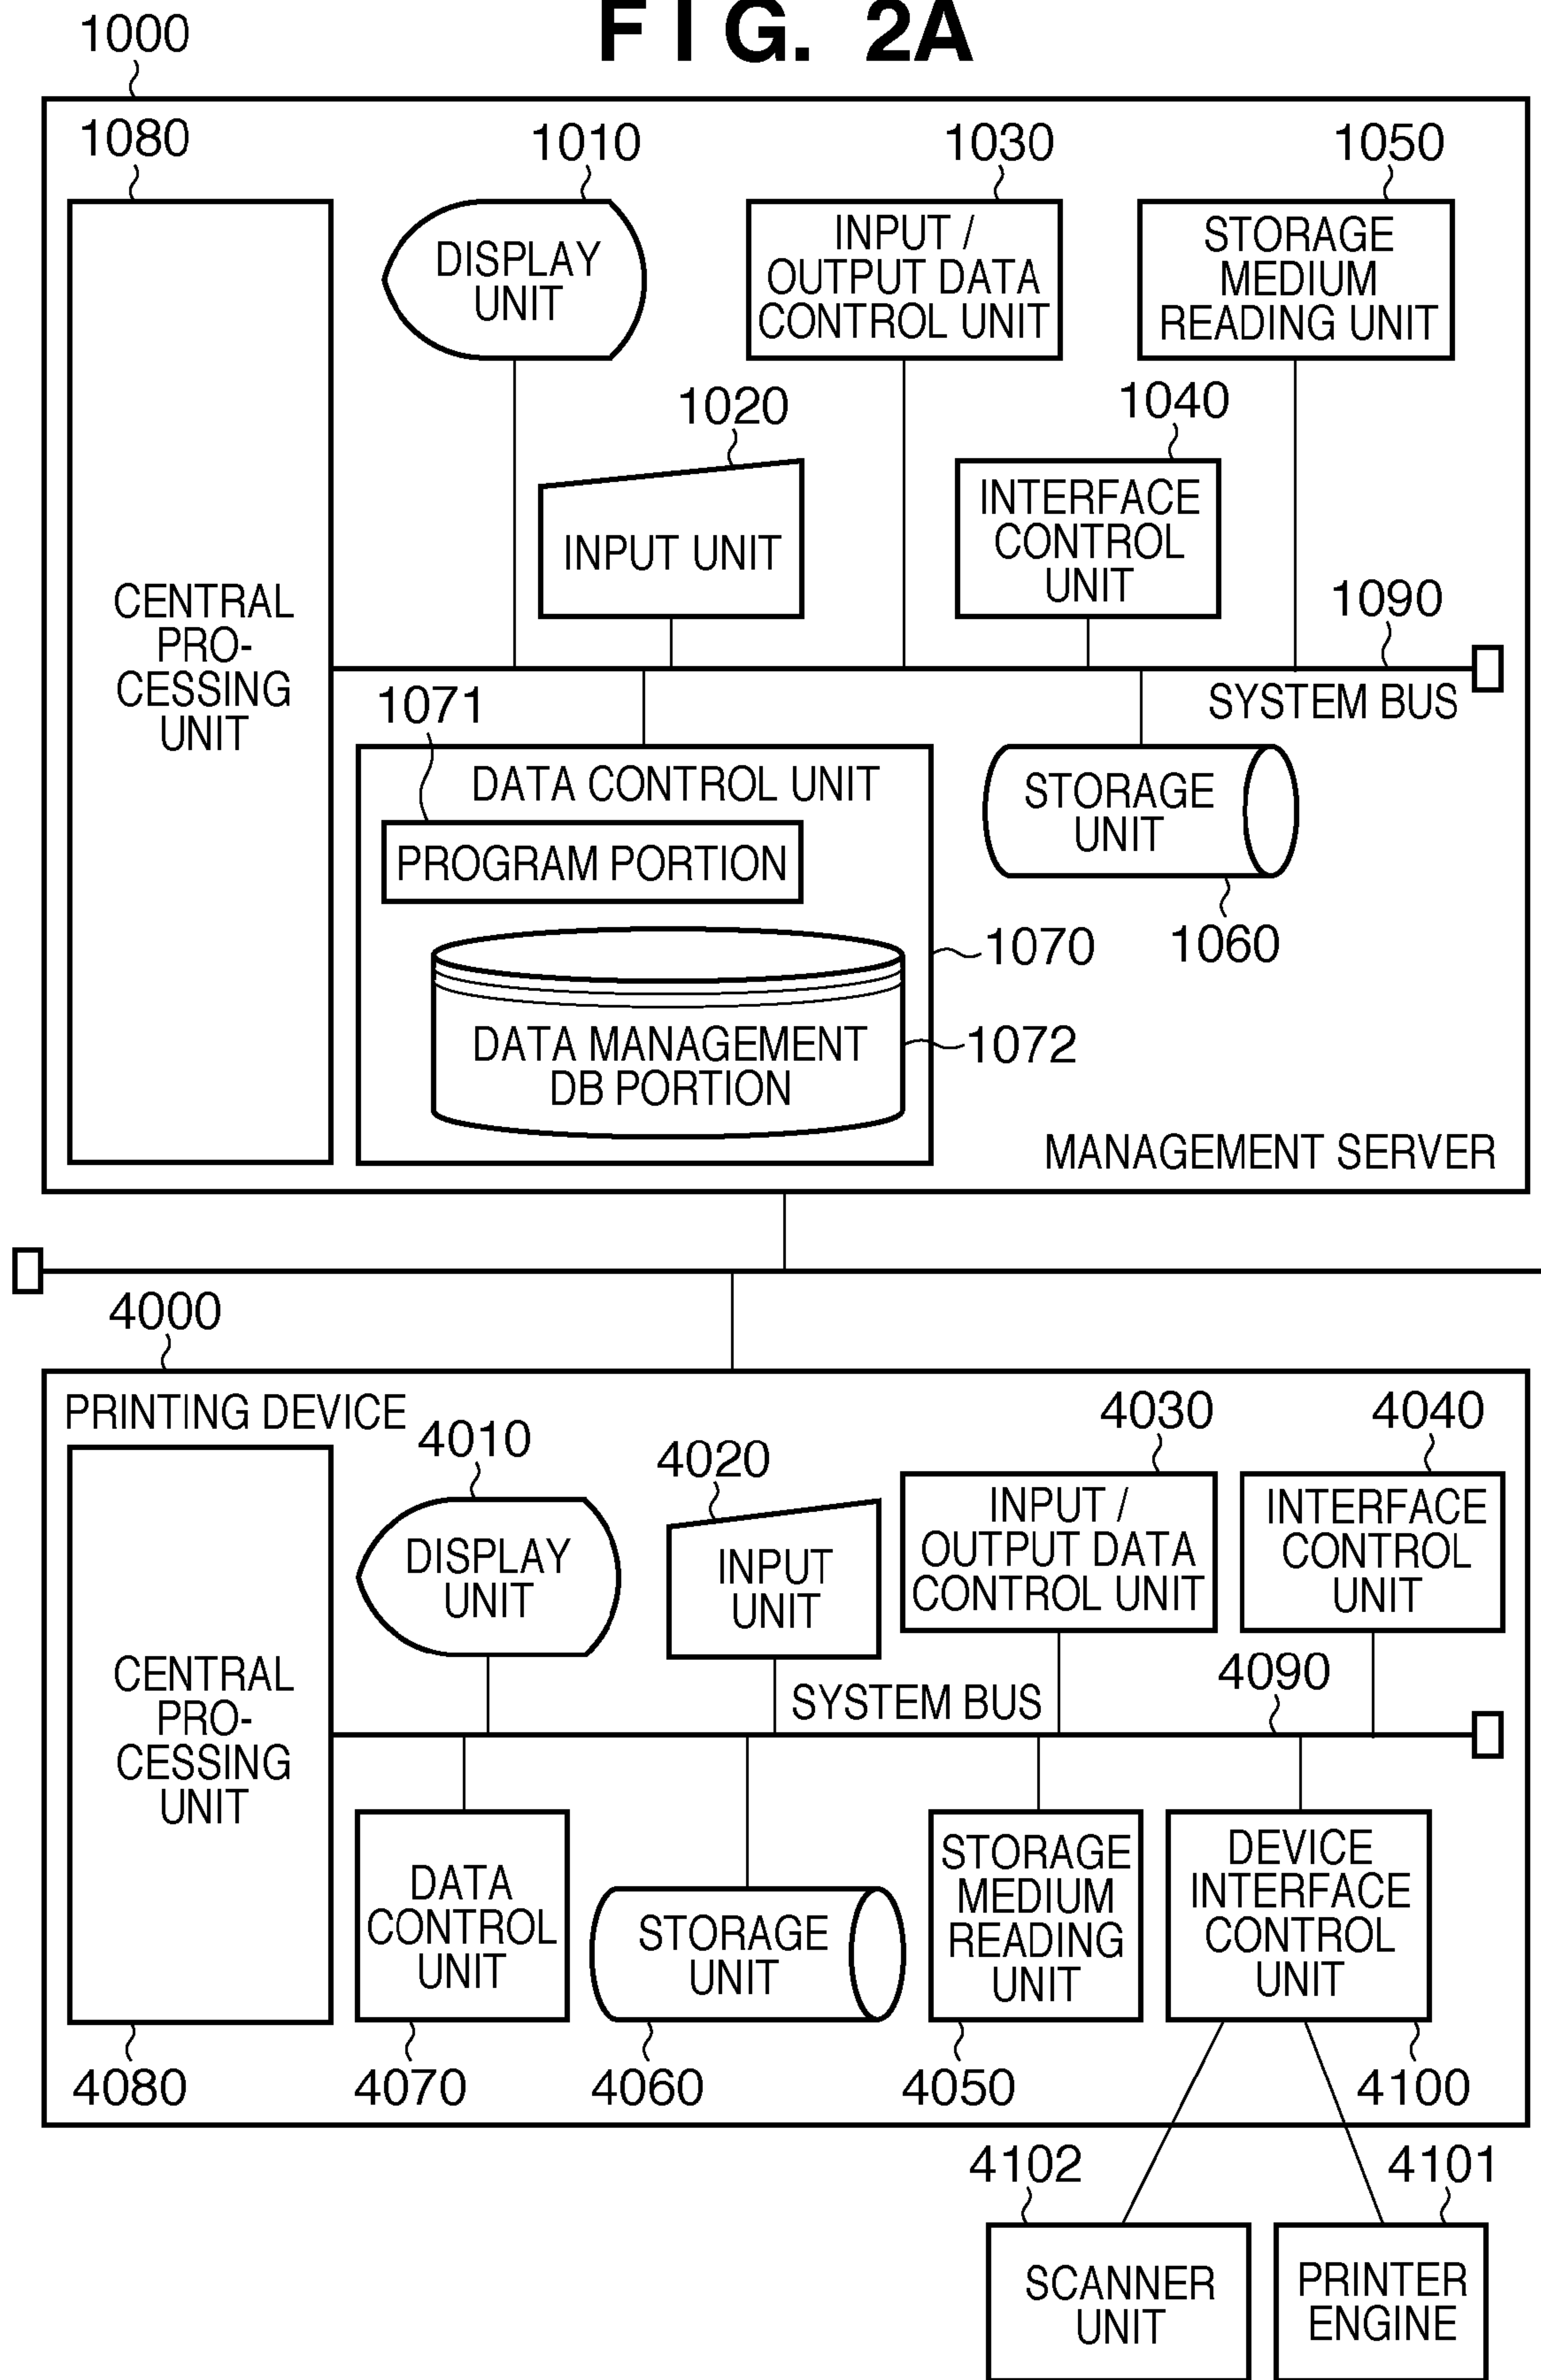 FIG. 2A
1000
1080
1010
1030
1050
DISPLAY
UNIT
INPUT /
OUTPUT DATA
CONTROL UNIT
STORAGE
MEDIUM
READING UNIT
1020
1040
INPUT UNIT
INTERFACE
CONTROL
UNIT
CENTRAL
PRO-
CESSING
UNIT
1090
SYSTEM BUS
1071
DATA CONTROL UNIT
PROGRAM PORTION
STORAGE
UNIT
1070
1060
DATA MANAGEMENT
DB PORTION
1072
MANAGEMENT SERVER
4000
PRINTING DEVICE
4010
4020
4030
4040
DISPLAY
UNIT
INPUT
UNIT
INPUT /
OUTPUT DATA
CONTROL UNIT
INTERFACE
CONTROL
UNIT
CENTRAL
PRO-
CESSING
UNIT
SYSTEM BUS
4090
DATA
CONTROL
UNIT
STORAGE
UNIT
STORAGE
MEDIUM
READING
UNIT
DEVICE
INTERFACE
CONTROL
UNIT
4080
4070
4060
4050
4100
4102
4101
SCANNER
UNIT
PRINTER
ENGINE